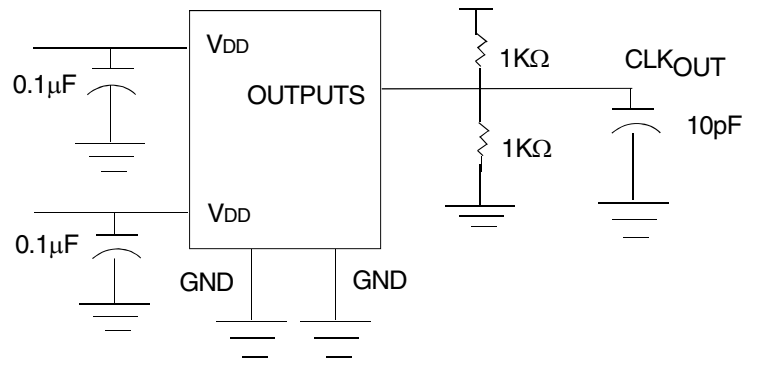 VDD
0.1μF
OUTPUTS
1KΩ
CLKOUT
10pF
1KΩ
VDD
0.1μF
GND
GND